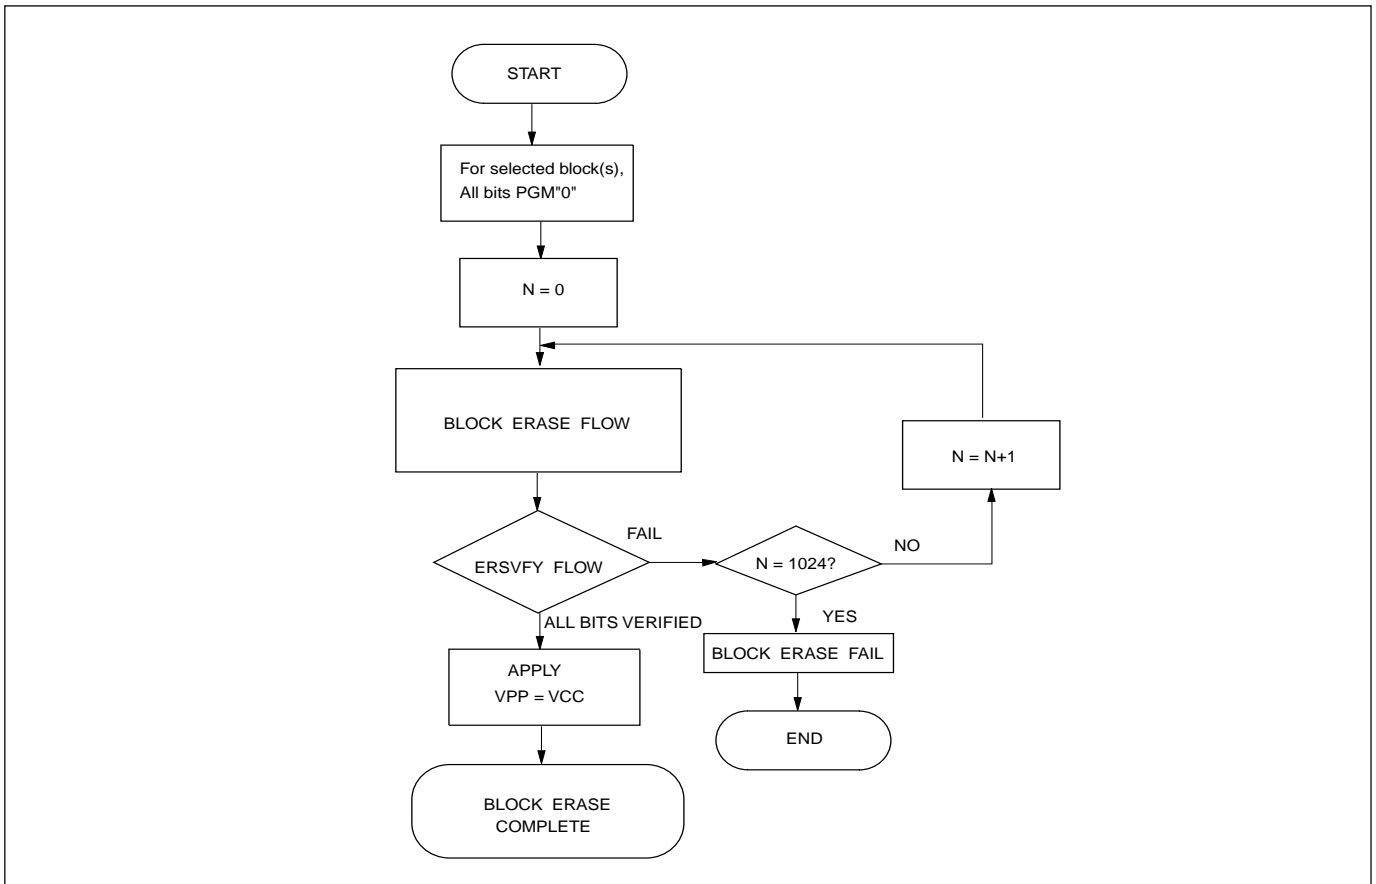 START
For selected block(s),
All bits PGM"0"
N = 0
BLOCK ERASE FLOW
N = N+1
FAIL
ERSVFY FLOW
N = 1024?
NO
YES
ALL BITS VERIFIED
BLOCK ERASE FAIL
APPLY
VPP = VCC
END
BLOCK ERASE
COMPLETE